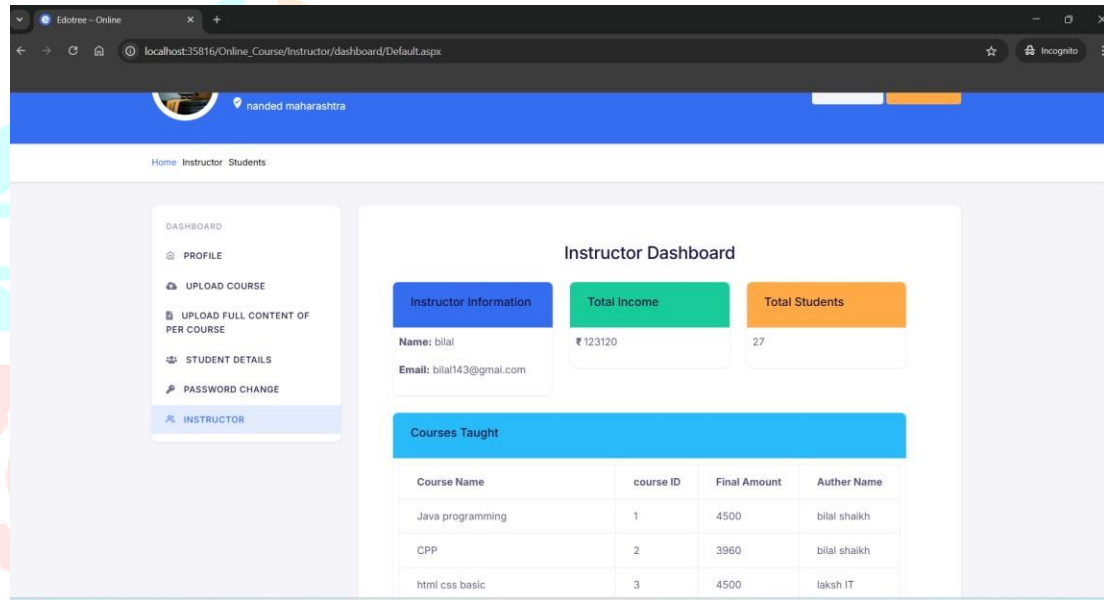 Edotree – Online
localhost:35816/Online_Course/Instructor/dashboard/Default.aspx
Incognito
nanded maharashtra
Home Instructor Students
DASHBOARD
PROFILE
UPLOAD COURSE
UPLOAD FULL CONTENT OF
PER COURSE
STUDENT DETAILS
PASSWORD CHANGE
INSTRUCTOR
Instructor Dashboard
Instructor Information
Name: bilal
Email: bilal143@gmai.com
Total Income
₹ 123120
Total Students
27
Courses Taught
Course Name course ID Final Amount Auther Name
Java programming 1 4500 bilal shaikh
CPP 2 3960 bilal shaikh
html css basic 3 4500 laksh IT